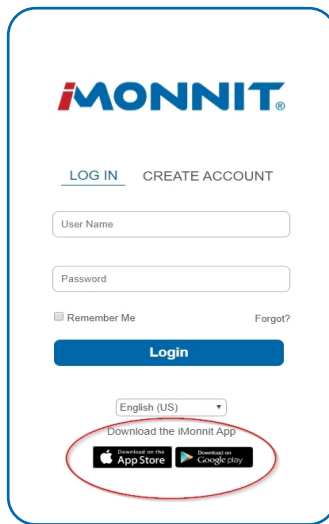 iMONNIT®
LOG IN CREATE ACCOUNT
User Name
Password
Remember Me Forgot?
Login
English (US)
Download the iMonnit App
Download on the App Store Download on Google play